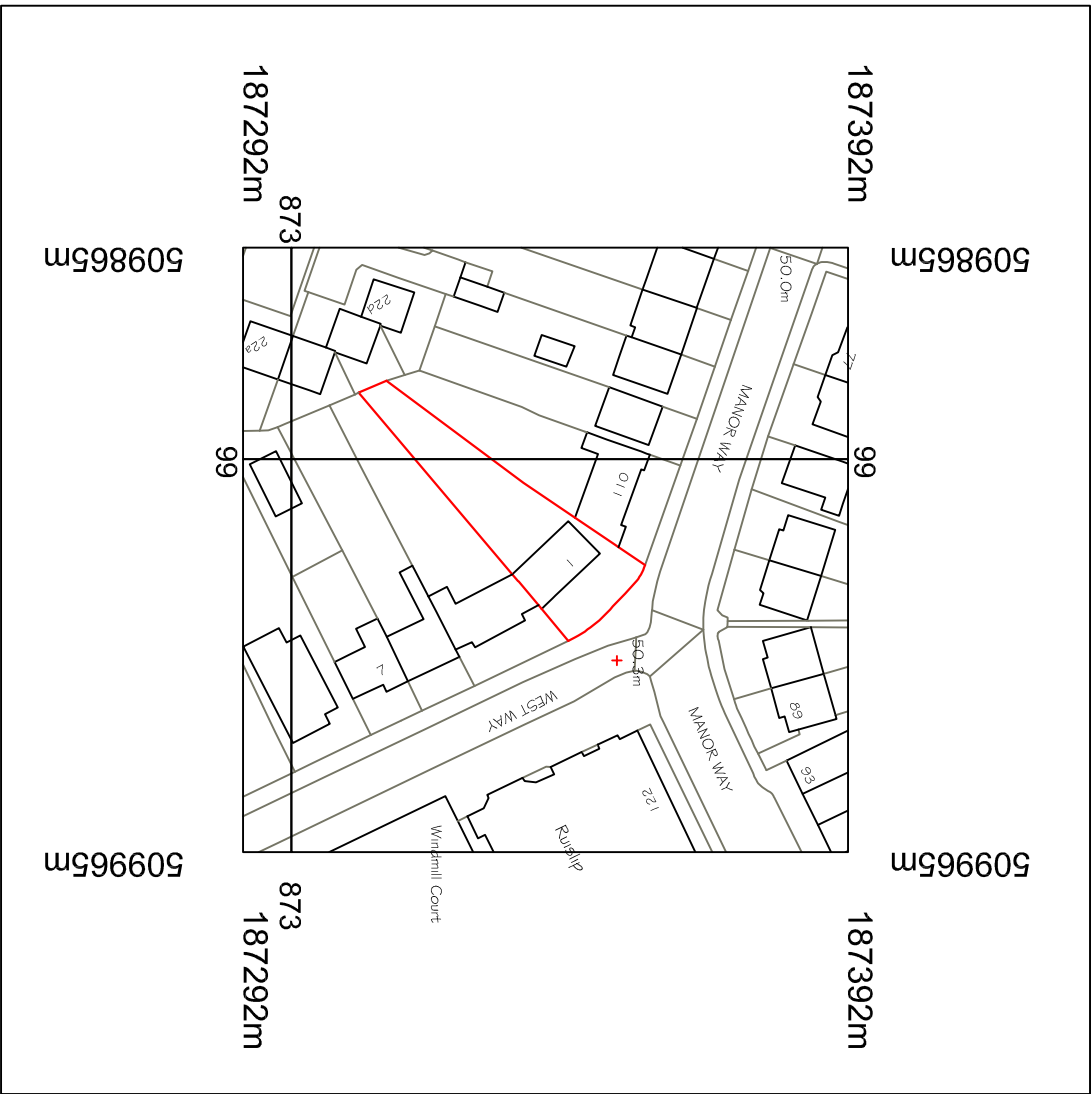 187292m
187392m
873
509865m
509865m
50.0m
22d
22a
77
MANOR WAY
99
99
110
1
7
50.3m
WEST WAY
MANOR WAY
89
93
122
Ruislip
Windmill Court
509965m
509965m
873
187292m
187392m